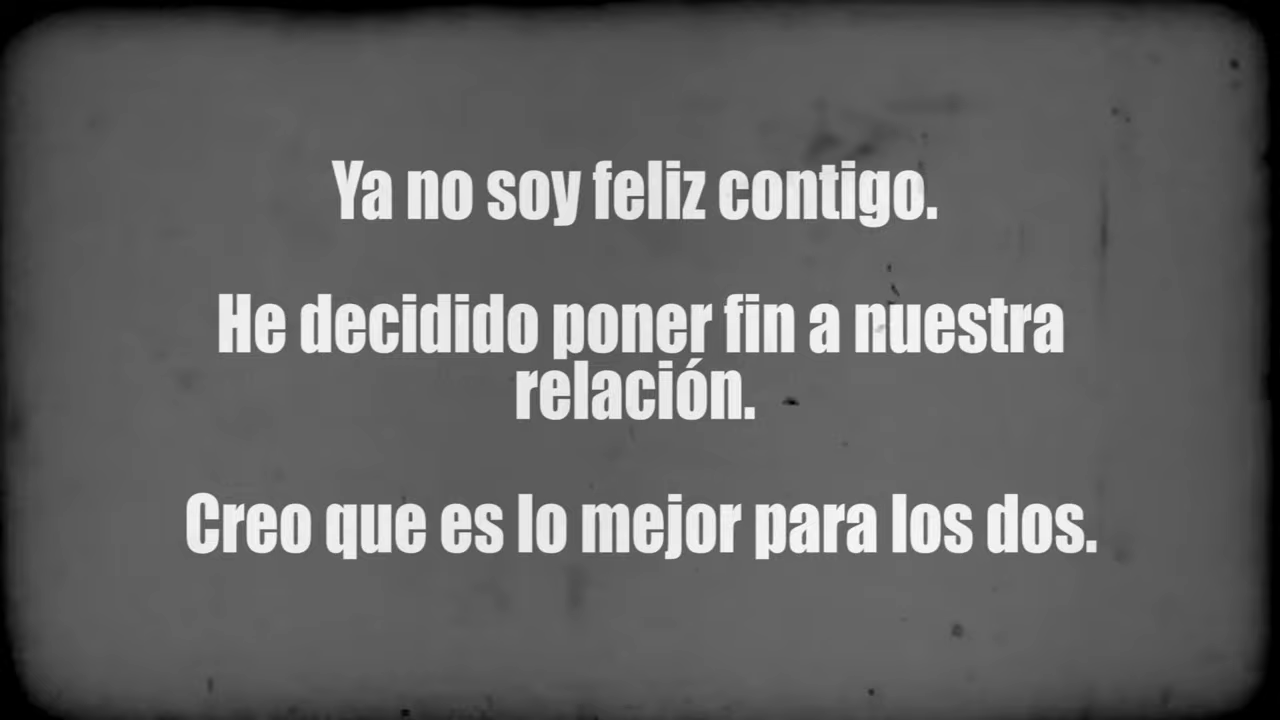 Ya no soy feliz contigo.
He decidido poner fin a nuestra
relación.
Creo que es lo mejor para los dos.